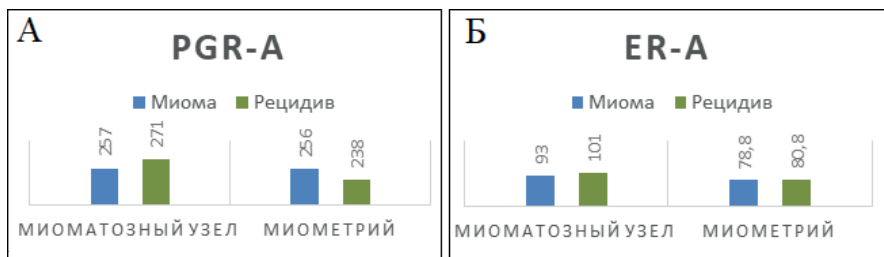 А
PGR-A
Миома Рецидив
257 271 256 238
МИОМАТОЗНЫЙ УЗЕЛ МИОМЕТРИЙ
Б
ER-A
Миома Рецидив
93 101 78,8 80,8
МИОМАТОЗНЫЙ УЗЕЛ МИОМЕТРИЙ